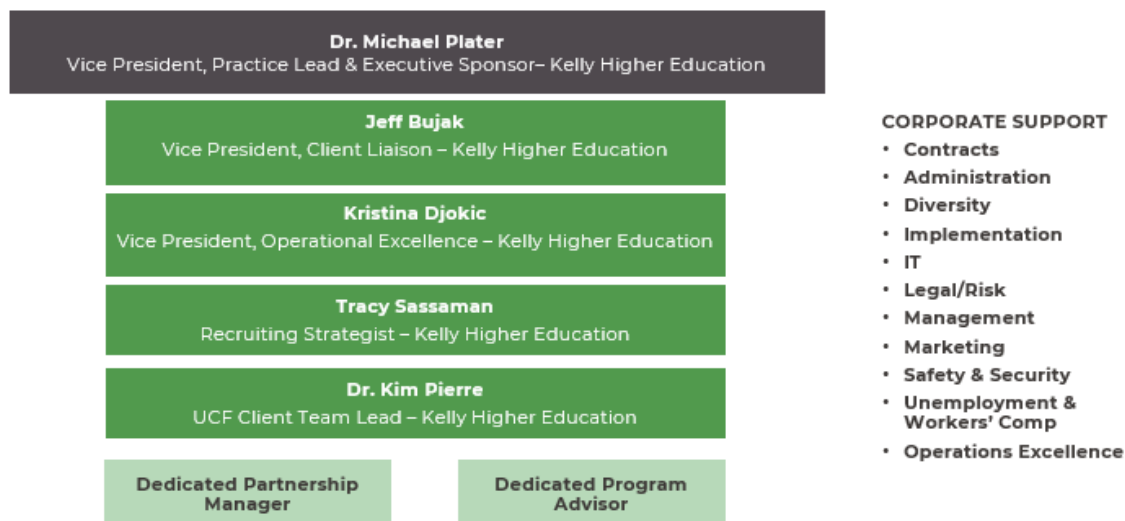 Dr. Michael Plater
Vice President, Practice Lead & Executive Sponsor– Kelly Higher Education
Jeff Bujak
Vice President, Client Liaison – Kelly Higher Education
Kristina Djokic
Vice President, Operational Excellence – Kelly Higher Education
Tracy Sassaman
Recruiting Strategist – Kelly Higher Education
Dr. Kim Pierre
UCF Client Team Lead – Kelly Higher Education
Dedicated Partnership
Manager
Dedicated Program
Advisor
CORPORATE SUPPORT
• Contracts
• Administration
• Diversity
• Implementation
• IT
• Legal/Risk
• Management
• Marketing
• Safety & Security
• Unemployment &
Workers’ Comp
• Operations Excellence